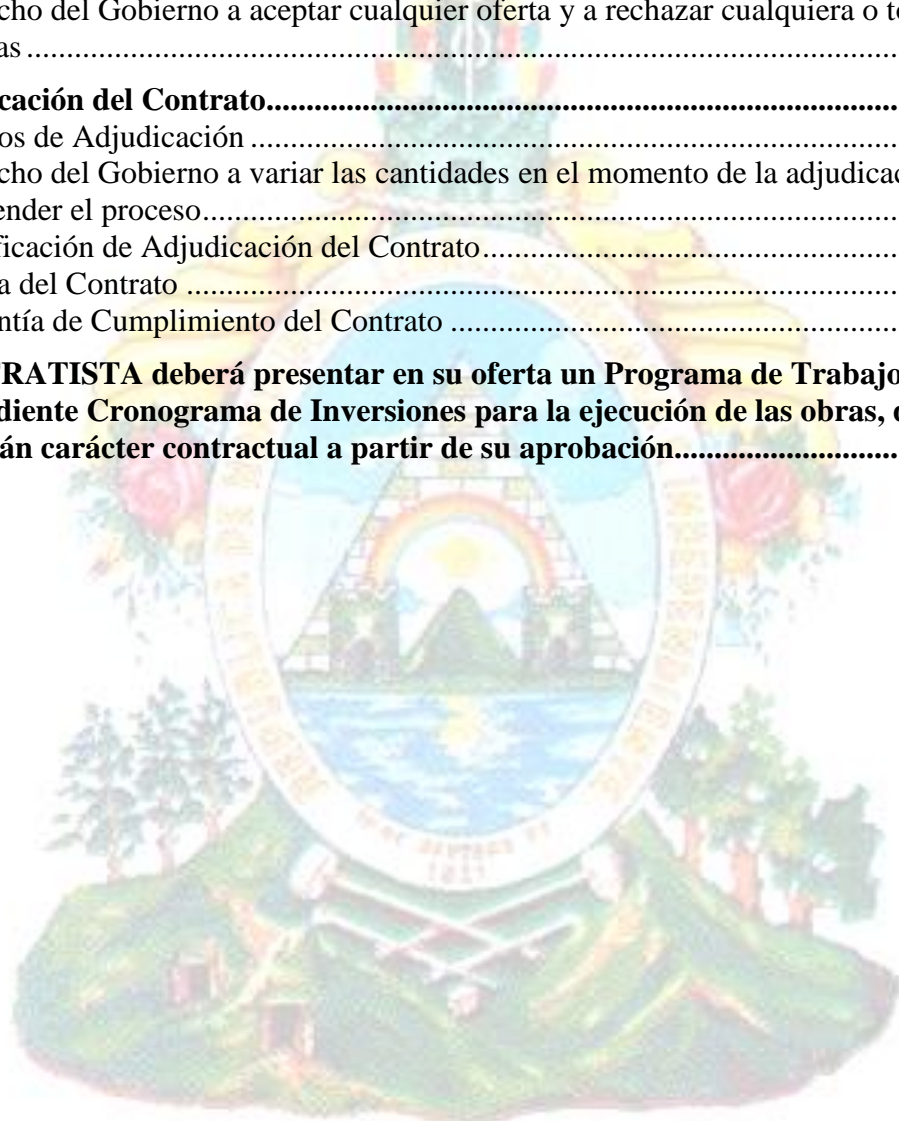 cho del Gobierno a aceptar cualquier oferta y a rechazar cualquiera o to
as ........................................................................................................................
cación del Contrato...............................................................................
os de Adjudicación ................................................................................
cho del Gobierno a variar las cantidades en el momento de la adjudicac
ender el proceso.......................................................................................
ficación de Adjudicación del Contrato....................................................
a del Contrato .........................................................................................
ntía de Cumplimiento del Contrato ........................................................
RATISTA deberá presentar en su oferta un Programa de Trabajo
diente Cronograma de Inversiones para la ejecución de las obras,
án carácter contractual a partir de su aprobación............................